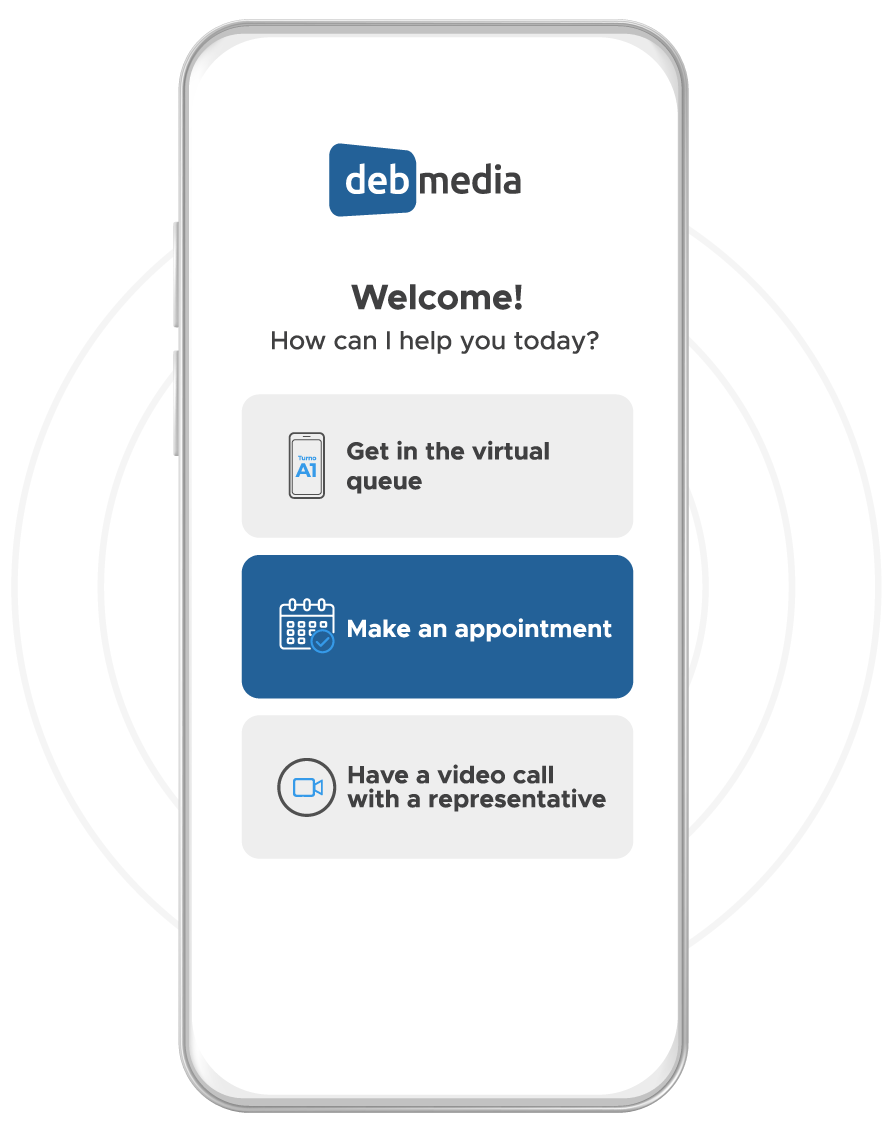 debmedia
Welcome!
How can I help you today?
Turno
A1
Get in the virtual
queue
Make an appointment
Have a video call
with a representative